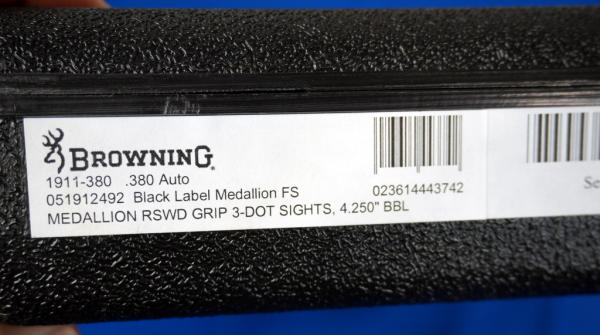 BROWNING.
1911-380 .380 Auto
051912492 Black Label Medallion FS
MEDALLION RSWD GRIP 3-DOT SIGHTS, 4.250" BBL
023614443742
Se